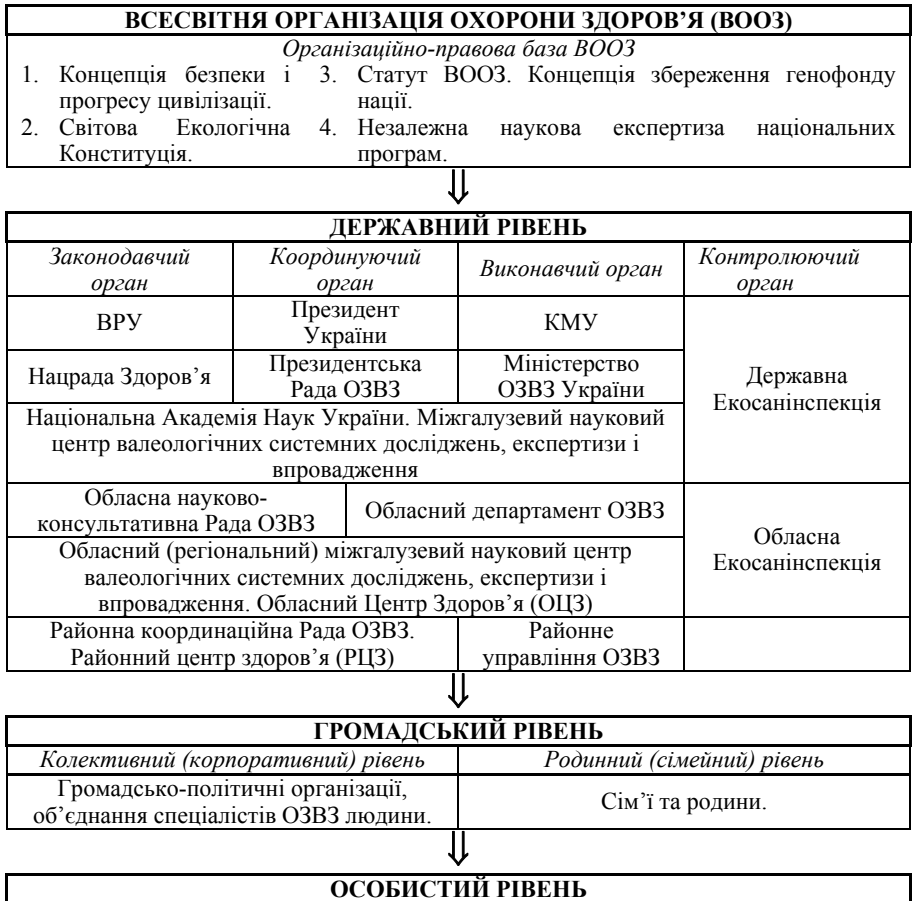 ВСЕСВІТНЯ ОРГАНІЗАЦІЯ ОХОРОНИ ЗДОРОВ’Я (ВООЗ)
Організаційно-правова база ВООЗ
1. Концепція безпеки і
прогресу цивілізації.
2. Світова Екологічна
Конституція.
3. Статут ВООЗ. Концепція збереження генофонду
нації.
4. Незалежна наукова експертиза національних
програм.
ДЕРЖАВНИЙ РІВЕНЬ
Законодавчий
орган
Координуючий
орган
Виконавчий орган
Контролюючий
орган
ВРУ
Президент
України
КМУ
Державна
Екосанінспекція
Нацрада Здоров’я
Президентська
Рада ОЗВЗ
Міністерство
ОЗВЗ України
Національна Академія Наук України. Міжгалузевий науковий
центр валеологічних системних досліджень, експертизи і
впровадження
Обласна науково-
консультативна Рада ОЗВЗ
Обласний департамент ОЗВЗ
Обласна
Екосанінспекція
Обласний (регіональний) міжгалузевий науковий центр
валеологічних системних досліджень, експертизи і
впровадження. Обласний Центр Здоров’я (ОЦЗ)
Районна координаційна Рада ОЗВЗ.
Районний центр здоров’я (РЦЗ)
Районне
управління ОЗВЗ
ГРОМАДСЬКИЙ РІВЕНЬ
Колективний (корпоративний) рівень
Родинний (сімейний) рівень
Громадсько-політичні організації,
об’єднання спеціалістів ОЗВЗ людини.
Сім’ї та родини.
ОСОБИСТИЙ РІВЕНЬ